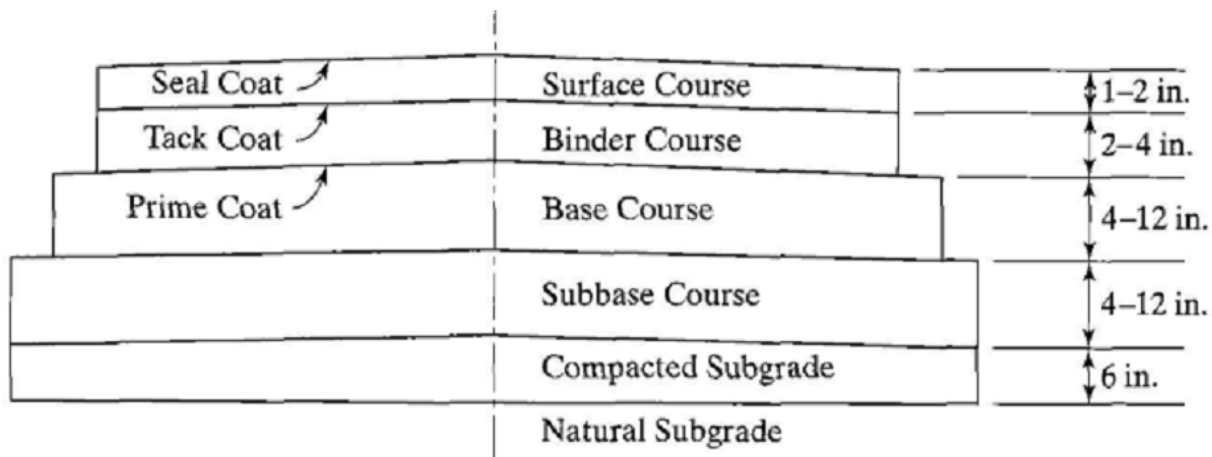 Seal Coat
Surface Course
1–2 in.
Tack Coat
Binder Course
2–4 in.
Prime Coat
Base Course
4–12 in.
Subbase Course
4–12 in.
Compacted Subgrade
6 in.
Natural Subgrade